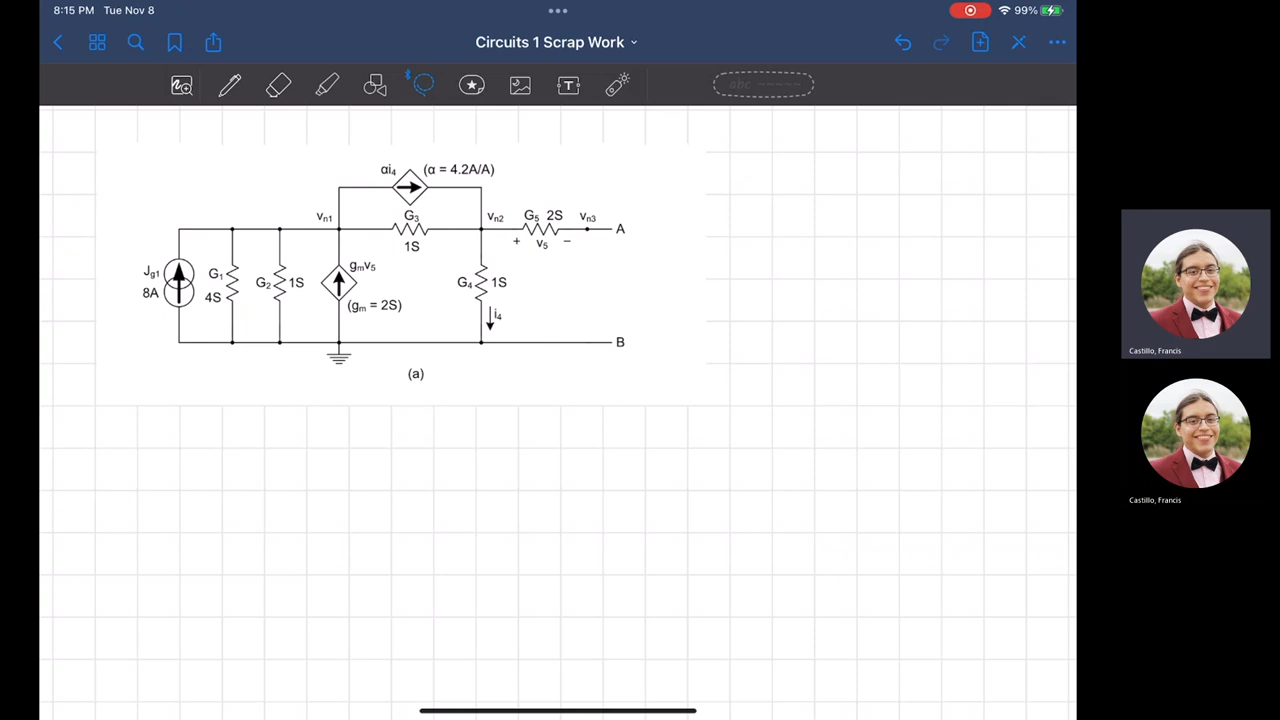 8:15 PM Tue Nov 8
99%
Circuits 1 Scrap Work
T
αi4 (α = 4.2A/A)
vn1 G3 vn2 G5 2S vn3
A
1S + v5 −
Jg1 G1 gmv5
8A 4S G2 1S G4 1S
(gm = 2S)
i4
B
(a)
Castillo, Francis
Castillo, Francis